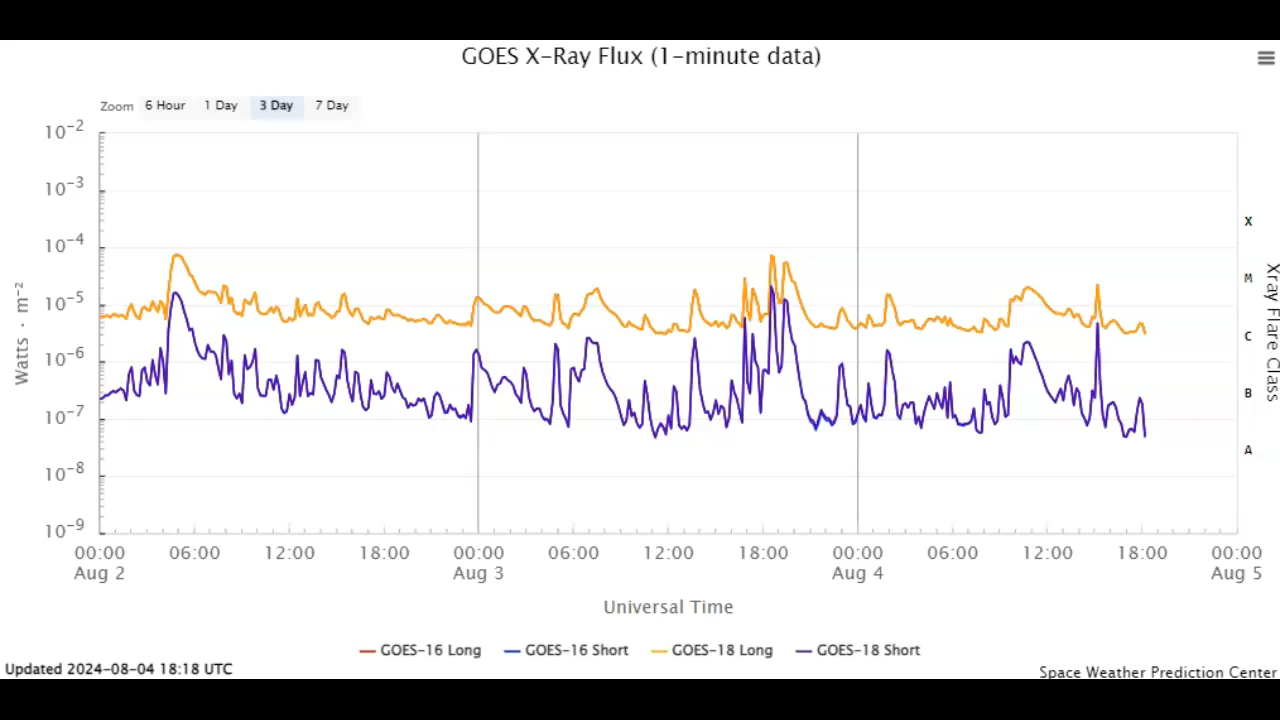 GOES X-Ray Flux (1-minute data)
Zoom 6 Hour 1 Day 3 Day 7 Day
10⁻²
10⁻³
10⁻⁴
10⁻⁵
10⁻⁶
10⁻⁷
10⁻⁸
10⁻⁹
Watts · m⁻²
X
M
C
B
A
Xray Flare Class
00:00 06:00 12:00 18:00 00:00 06:00 12:00 18:00 00:00 06:00 12:00 18:00 00:00
Aug 2 Aug 3 Aug 4 Aug 5
Universal Time
GOES-16 Long GOES-16 Short GOES-18 Long GOES-18 Short
Updated 2024-08-04 18:18 UTC
Space Weather Prediction Center